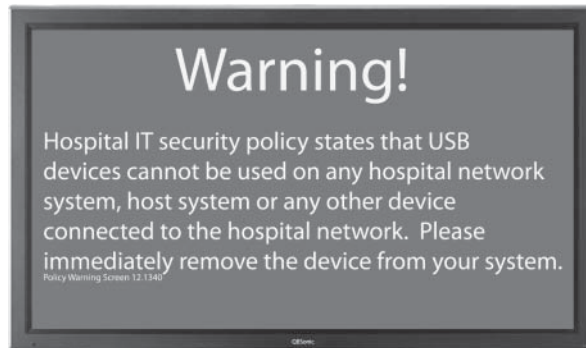 Warning!
Hospital IT security policy states that USB
devices cannot be used on any hospital network
system, host system or any other device
connected to the hospital network.  Please
immediately remove the device from your system.
Policy Warning Screen 12.1340